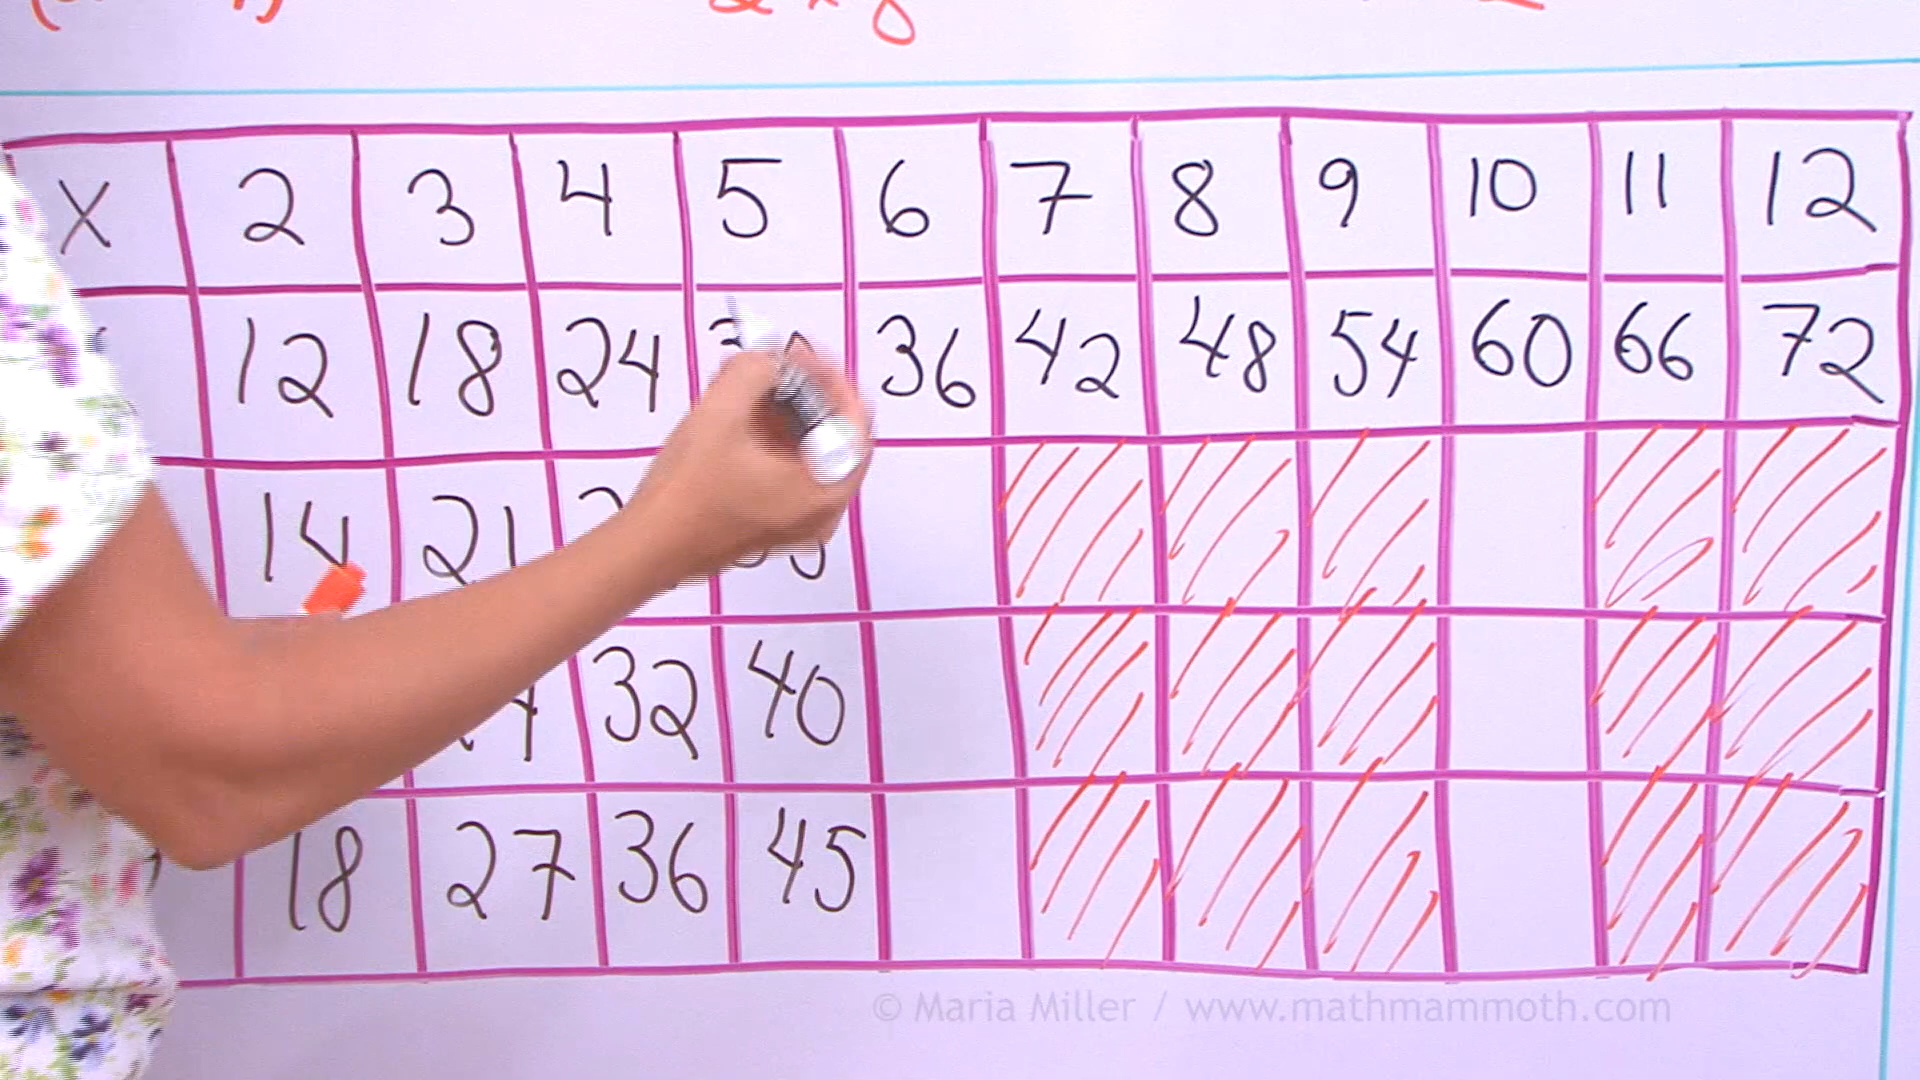 x 2 3 4 5 6 7 8 9 10 11 12
12 18 24 36 42 48 54 60 66 72
14 21
32 40
18 27 36 45
© Maria Miller / www.mathmammoth.com